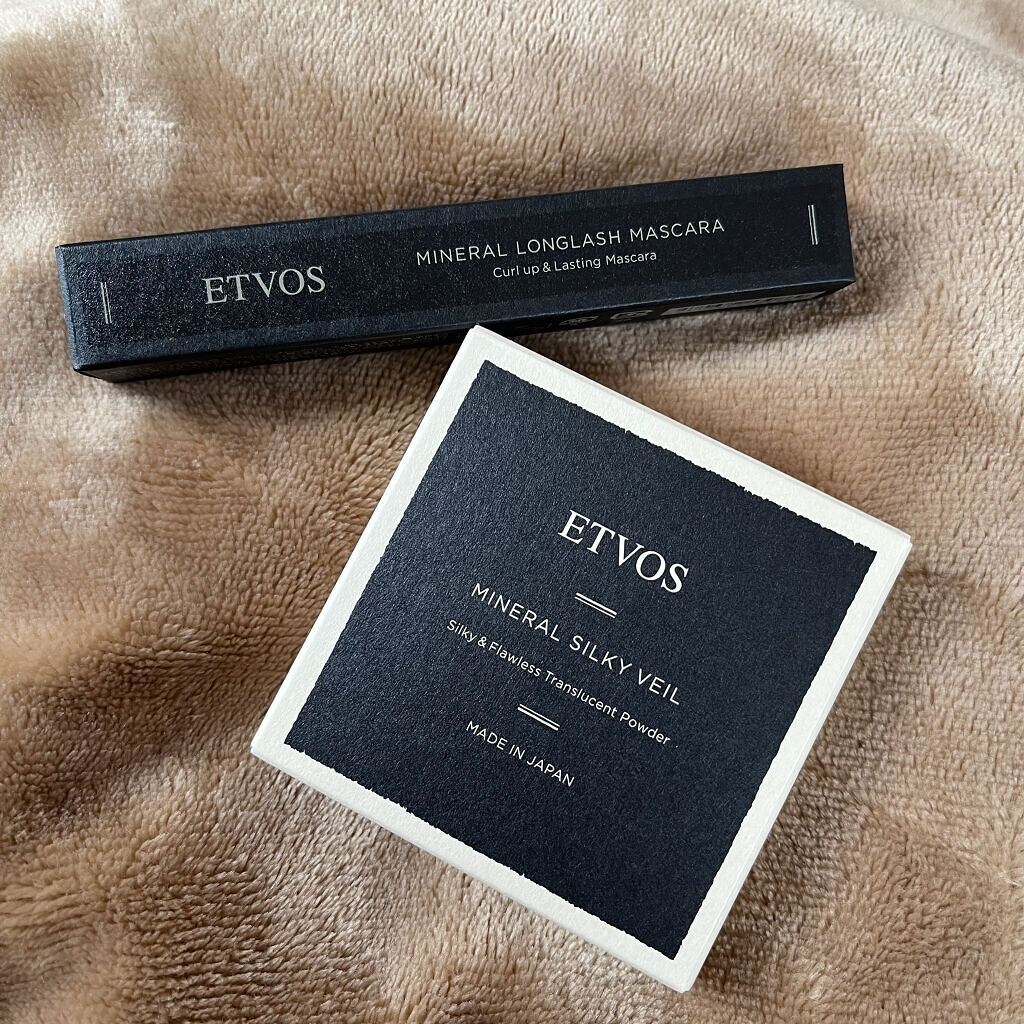 ETVOS
MINERAL LONGLASH MASCARA
Curl up & Lasting Mascara
ETVOS
MINERAL SILKY VEIL
Silky & Flawless Translucent Powder
MADE IN JAPAN